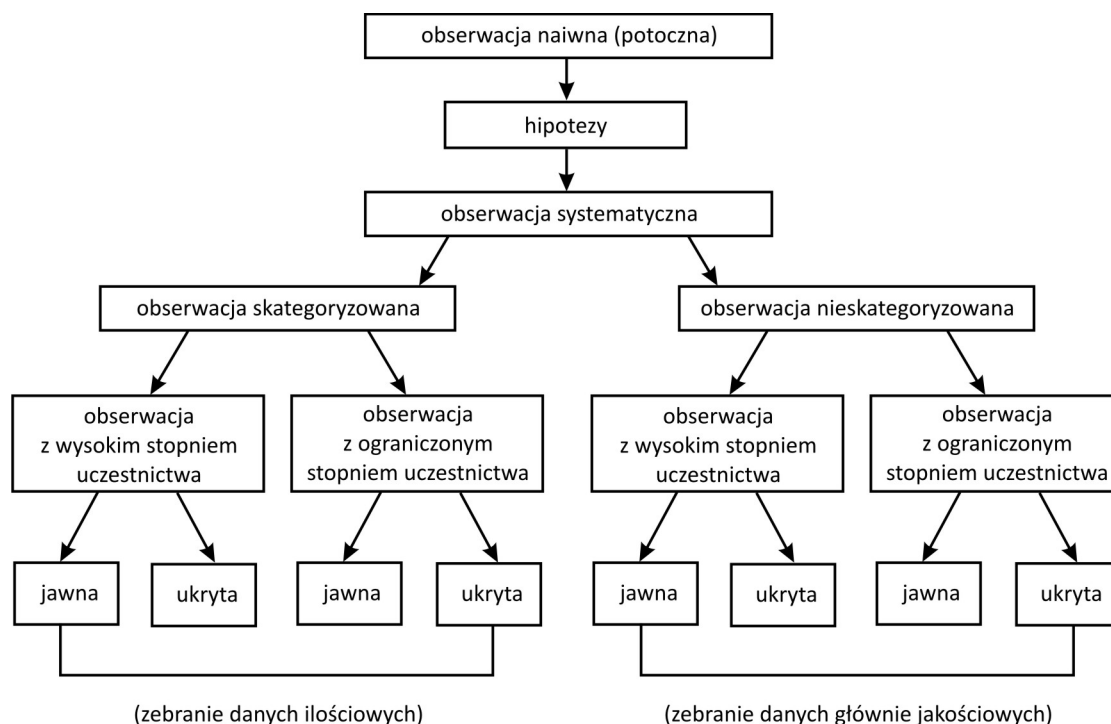 obserwacja naiwna (potoczna)
hipotezy
obserwacja systematyczna
obserwacja skategoryzowana
obserwacja nieskategoryzowana
obserwacja
z wysokim stopniem
uczestnictwa
obserwacja
z ograniczonym
stopniem uczestnictwa
obserwacja
z wysokim stopniem
uczestnictwa
obserwacja
z ograniczonym
stopniem uczestnictwa
jawna
ukryta
jawna
ukryta
jawna
ukryta
jawna
ukryta
(zebranie danych ilościowych)
(zebranie danych głównie jakościowych)